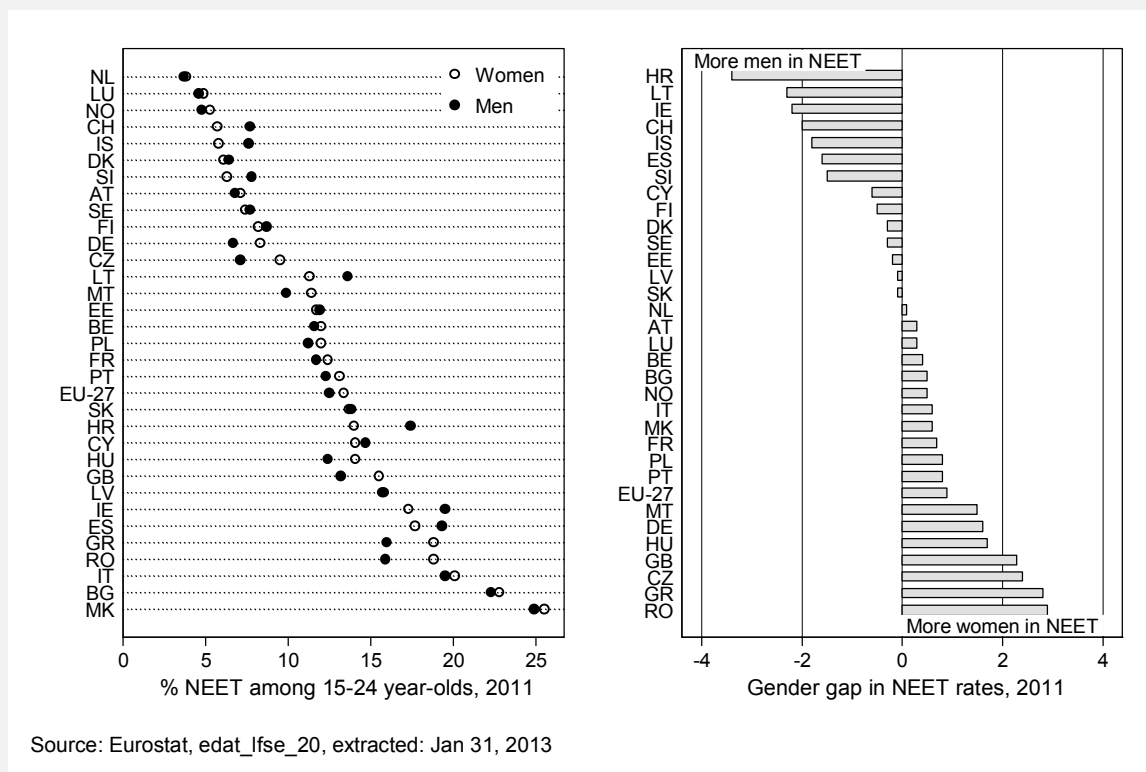 Women
Men
NL
LU
NO
CH
IS
DK
SI
AT
SE
FI
DE
CZ
LT
MT
EE
BE
PL
FR
PT
EU-27
SK
HR
CY
HU
GB
LV
IE
ES
GR
RO
IT
BG
MK
0 5 10 15 20 25
% NEET among 15-24 year-olds, 2011
More men in NEET
HR
LT
IE
CH
IS
ES
SI
CY
FI
DK
SE
EE
LV
SK
NL
AT
LU
BE
BG
NO
IT
MK
FR
PL
PT
EU-27
MT
DE
HU
GB
CZ
GR
RO
More women in NEET
-4 -2 0 2 4
Gender gap in NEET rates, 2011
Source: Eurostat, edat_lfse_20, extracted: Jan 31, 2013